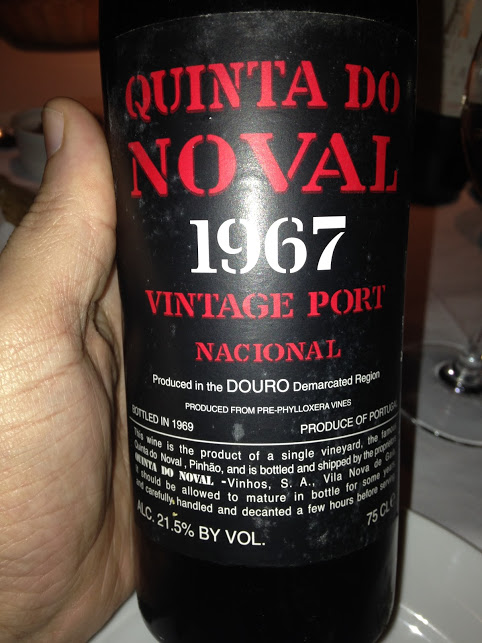 QUINTA DO
NOVAL
1967
VINTAGE PORT
NACIONAL
Produced in the DOURO Demarcated Region
PRODUCED FROM PRE-PHYLLOXERA VINES
BOTTLED IN 1969 PRODUCE OF PORTUGAL
This wine is the product of a single vineyard, the famous
Quinta do Noval, Pinhão, and is bottled and shipped by the proprietors
QUINTA DO NOVAL -Vinhos, S. A., Vila Nova de Gaia.
It should be allowed to mature in bottle for some years
and carefully handled and decanted a few hours before serving
ALC. 21.5% BY VOL. 75 CL e